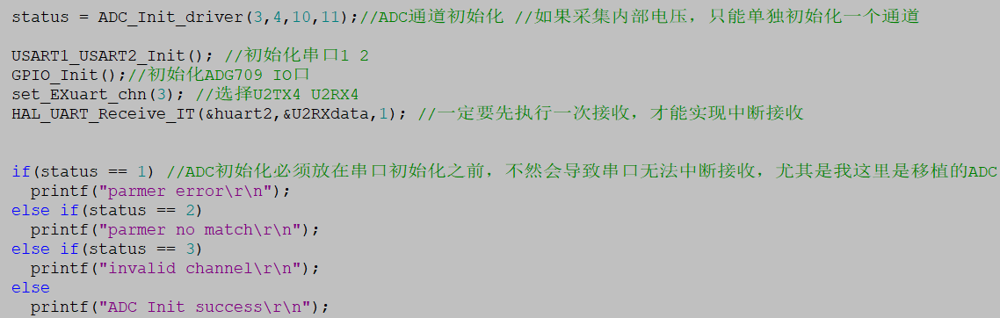 status = ADC_Init_driver(3,4,10,11);//ADC通道初始化 //如果采集内部电压，只能单独初始化一个通道
USART1_USART2_Init(); //初始化串口1 2
GPIO_Init();//初始化ADG709 IO口
set_EXuart_chn(3); //选择U2TX4 U2RX4
HAL_UART_Receive_IT(&huart2,&U2RXdata,1); //一定要先执行一次接收，才能实现中断接收
if(status == 1) //ADC初始化必须放在串口初始化之前，不然会导致串口无法中断接收，尤其是我这里是移植的ADC
printf("parmer error\r\n");
else if(status == 2)
printf("parmer no match\r\n");
else if(status == 3)
printf("invalid channel\r\n");
else
printf("ADC Init success\r\n");